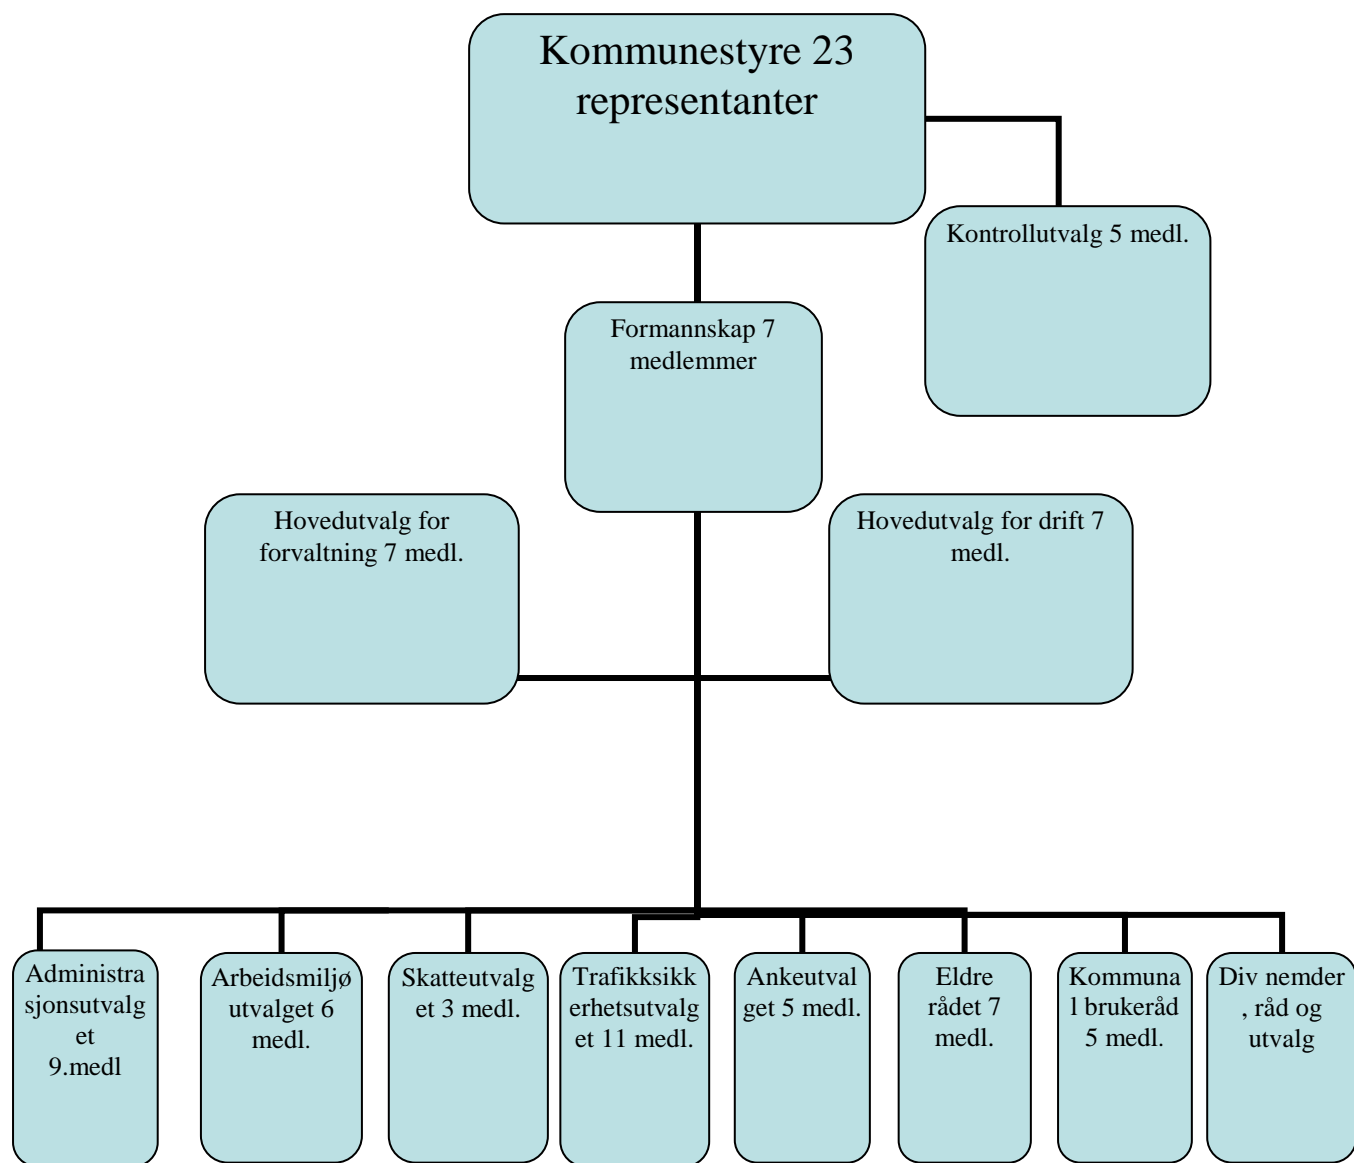 Kommunestyre 23
representanter
Kontrollutvalg 5 medl.
Formannskap 7
medlemmer
Hovedutvalg for
forvaltning 7 medl.
Hovedutvalg for drift 7
medl.
Administra
sjonsutvalg
et
9.medl
Arbeidsmiljø
utvalget 6
medl.
Skatteutvalg
et 3 medl.
Trafikksikk
erhetsutvalg
et 11 medl.
Ankeutval
get 5 medl.
Eldre
rådet 7
medl.
Kommuna
l brukeråd
5 medl.
Div nemder
, råd og
utvalg